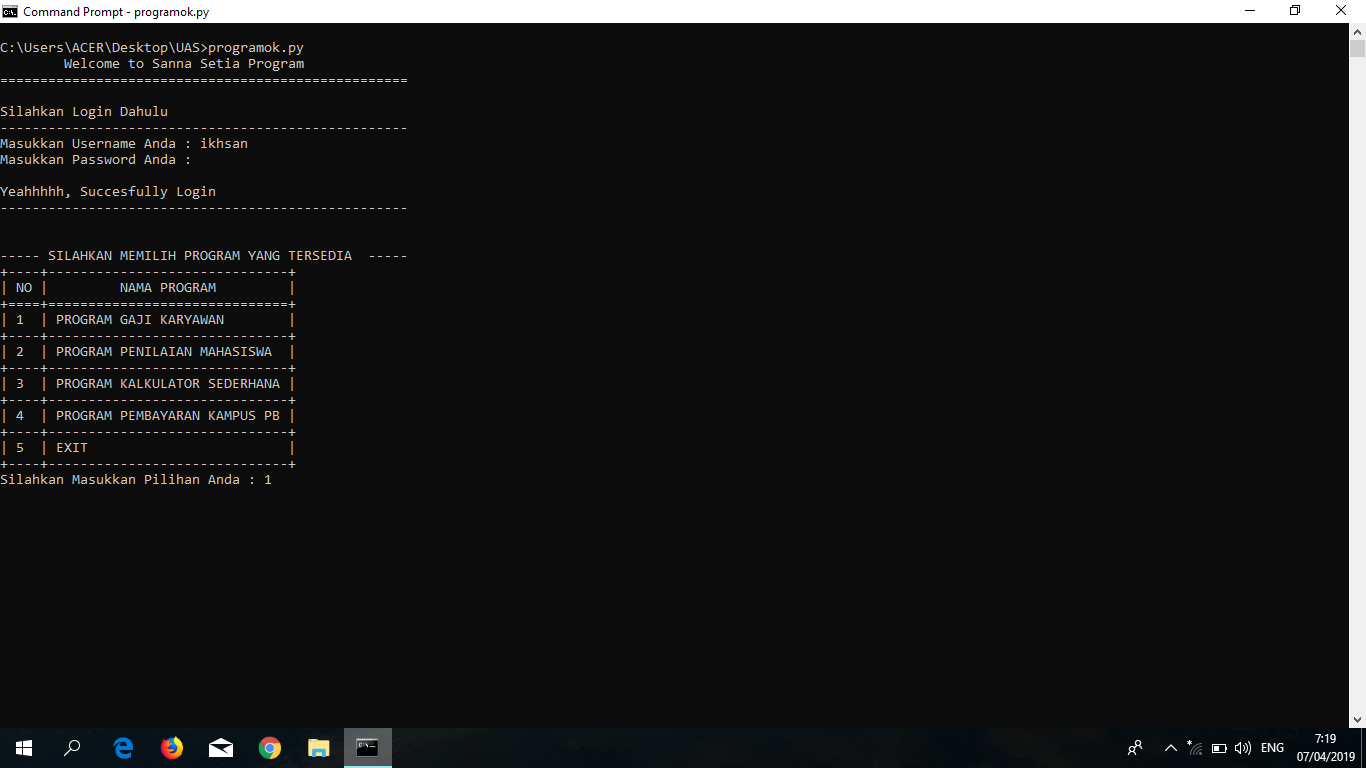 Command Prompt - programok.py
C:\Users\ACER\Desktop\UAS>programok.py
        Welcome to Sanna Setia Program
===================================================
Silahkan Login Dahulu
---------------------------------------------------
Masukkan Username Anda : ikhsan
Masukkan Password Anda :
Yeahhhhh, Succesfully Login
---------------------------------------------------
----- SILAHKAN MEMILIH PROGRAM YANG TERSEDIA  -----
+----+------------------------------+
| NO |         NAMA PROGRAM         |
+====+==============================+
| 1  | PROGRAM GAJI KARYAWAN        |
+----+------------------------------+
| 2  | PROGRAM PENILAIAN MAHASISWA  |
+----+------------------------------+
| 3  | PROGRAM KALKULATOR SEDERHANA |
+----+------------------------------+
| 4  | PROGRAM PEMBAYARAN KAMPUS PB |
+----+------------------------------+
| 5  | EXIT                         |
+----+------------------------------+
Silahkan Masukkan Pilihan Anda : 1
ENG
7:19
07/04/2019